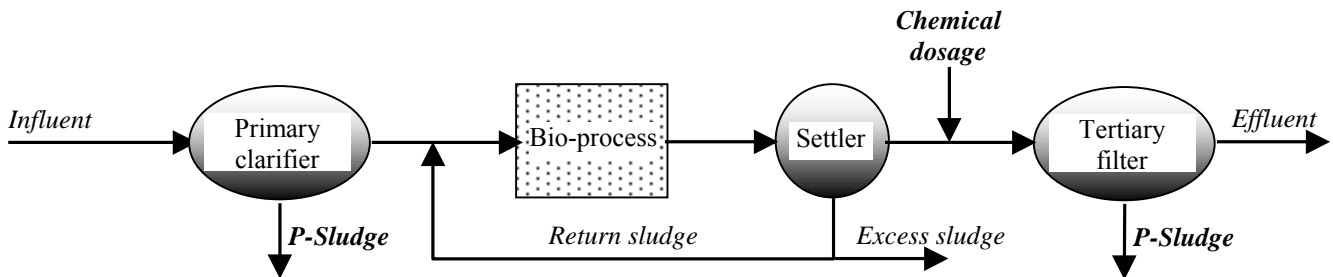 Chemical
dosage
Influent
Primary
clarifier
Bio-process
Settler
Tertiary
filter
Effluent
P-Sludge
Return sludge
Excess sludge
P-Sludge